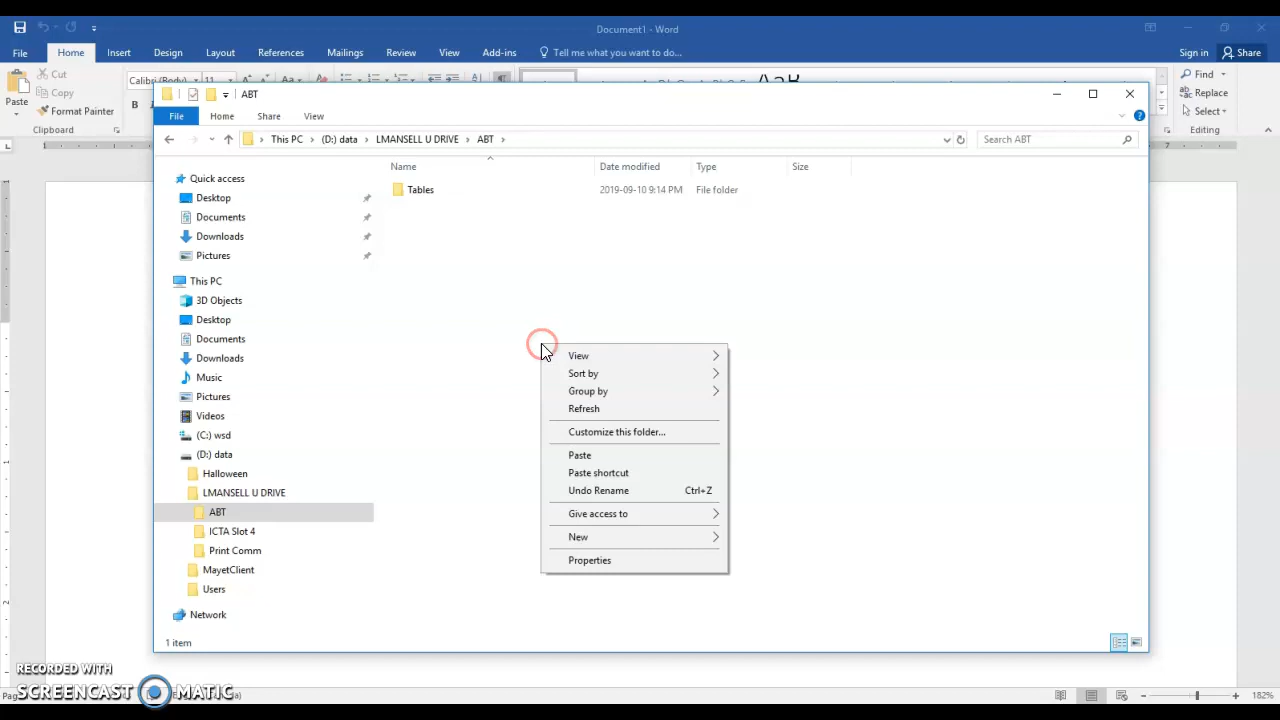 Document1 - Word
File Home Insert Design Layout References Mailings Review View Add-ins Tell me what you want to do... Sign in Share
Paste
Cut
Copy
Format Painter
Clipboard
Calibri (Body) 11
Find
Replace
Select
Editing
ABT
File Home Share View
This PC > (D:) data > LMANSELL U DRIVE > ABT >
Search ABT
Name Date modified Type Size
Tables 2019-09-10 9:14 PM File folder
Quick access
Desktop
Documents
Downloads
Pictures
This PC
3D Objects
Desktop
Documents
Downloads
Music
Pictures
Videos
(C:) wsd
(D:) data
Halloween
LMANSELL U DRIVE
ABT
ICTA Slot 4
Print Comm
MayetClient
Users
Network
View
Sort by
Group by
Refresh
Customize this folder...
Paste
Paste shortcut
Undo Rename Ctrl+Z
Give access to
New
Properties
1 item
RECORDED WITH
SCREENCAST MATIC
182%